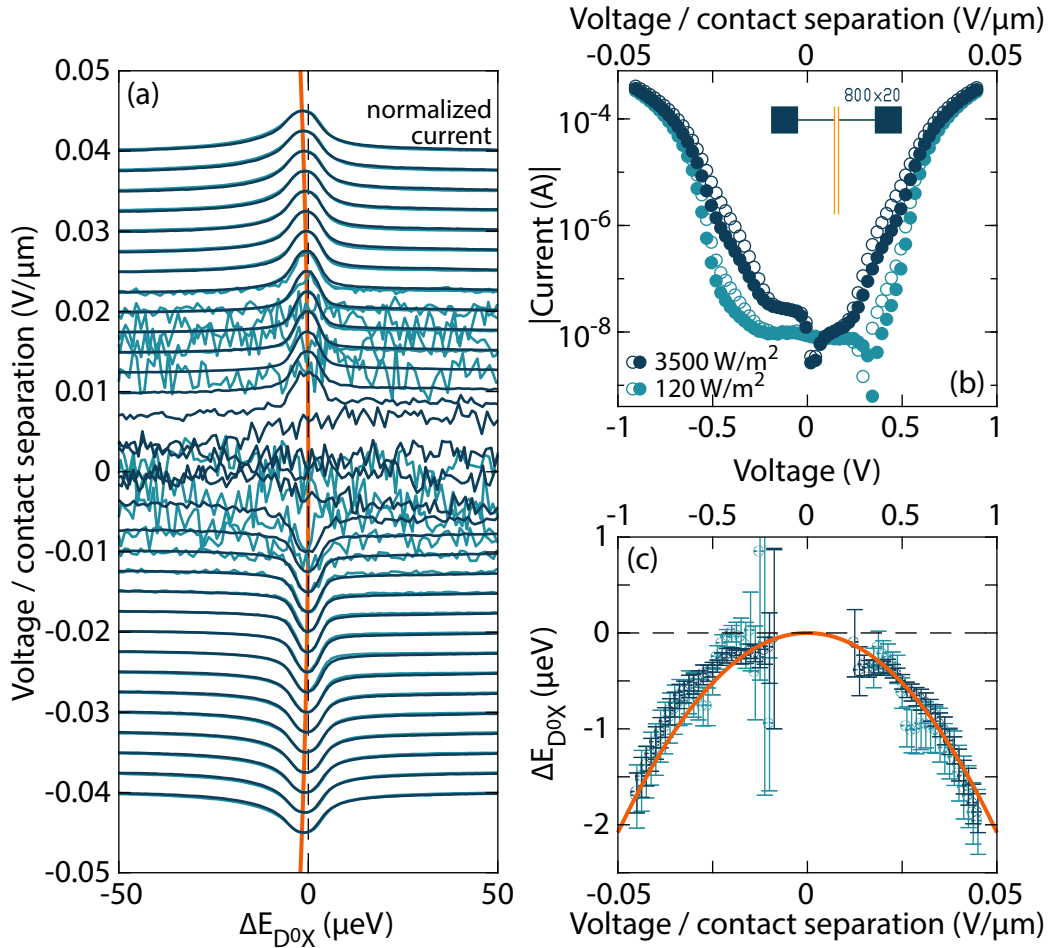 (a)
normalized
current
Voltage / contact separation (V/μm)
0.05
0.04
0.03
0.02
0.01
0
-0.01
-0.02
-0.03
-0.04
-0.05
-50
0
50
ΔE_D⁰X (μeV)
Voltage / contact separation (V/μm)
-0.05
0
0.05
800×20
|Current (A)|
10⁻⁴
10⁻⁶
10⁻⁸
3500 W/m²
120 W/m²
(b)
-1
-0.5
0
0.5
1
Voltage (V)
-1
-0.5
0
0.5
1
(c)
ΔE_D⁰X (μeV)
1
0
-1
-2
-0.05
0
0.05
Voltage / contact separation (V/μm)